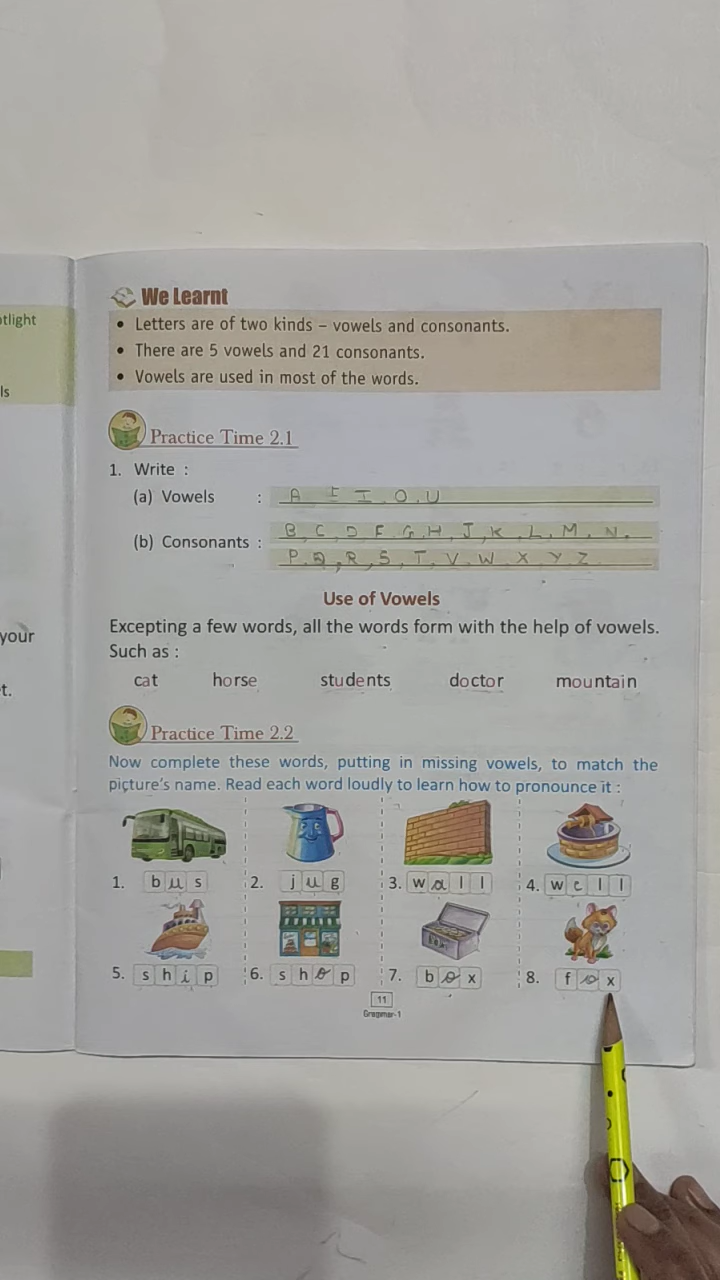 We Learnt
• Letters are of two kinds – vowels and consonants.
• There are 5 vowels and 21 consonants.
• Vowels are used in most of the words.
Practice Time 2.1
1. Write :
(a) Vowels : A E I O, U
(b) Consonants : B, C, D F, G, H, J, K, L, M, N,
P, Q, R, S, T, V, W X Y Z
Use of Vowels
Excepting a few words, all the words form with the help of vowels.
Such as :
cat horse students doctor mountain
Practice Time 2.2
Now complete these words, putting in missing vowels, to match the
picture's name. Read each word loudly to learn how to pronounce it :
1. b u s 2. j u g 3. w a l l 4. w e l l
5. s h i p 6. s h o p 7. b o x 8. f o x
11
Grammar-1
otlight
ls
your
t.